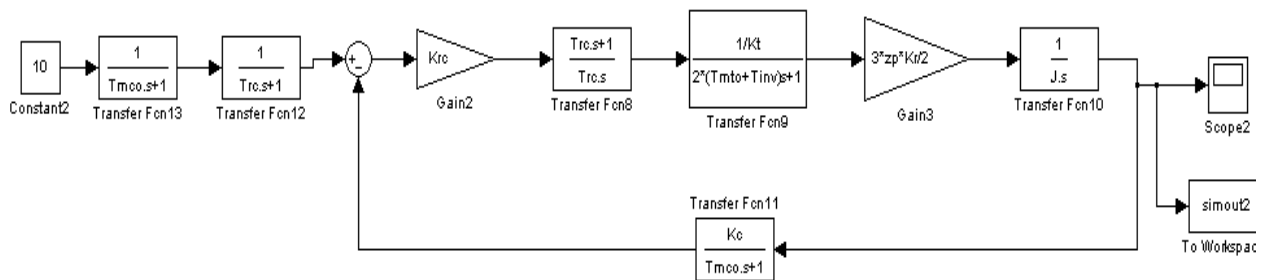 10
Constant2
1
Tmco.s+1
Transfer Fcn13
1
Trc.s+1
Transfer Fcn12
+
-
Krc
Gain2
Trc.s+1
Trc.s
Transfer Fcn8
1/Kt
2*(Tmto+Tinv)s+1
Transfer Fcn9
3*zp*Kr/2
Gain3
1
J.s
Transfer Fcn10
Scope2
simout2
To Workspac
Transfer Fcn11
Kc
Tmco.s+1